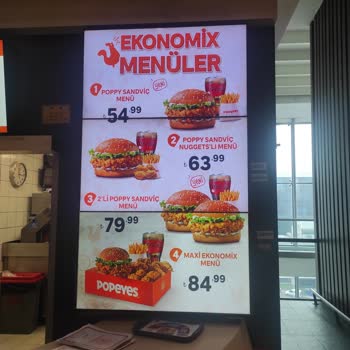 EKONOMİX
MENÜLER
1 POPPY SANDVİÇ
MENÜ
₺54.99
POPEYES
2 POPPY SANDVİÇ
NUGGETS'LI MENÜ
₺63.99
3 2'Lİ POPPY SANDVİÇ
MENÜ
₺79.99
4 MAXİ EKONOMİX
MENÜ
₺84.99
POPEYES